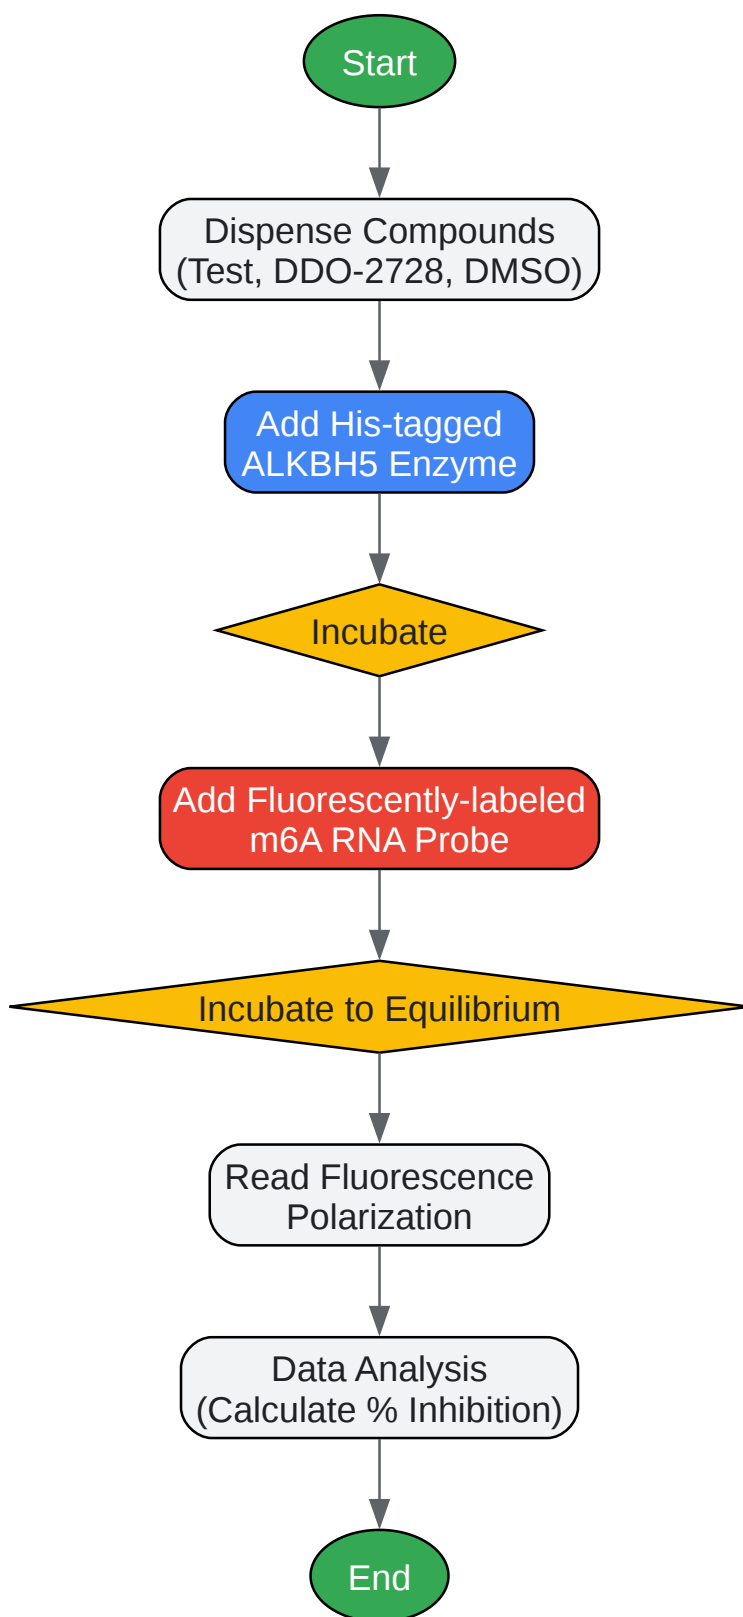 Start
Dispense Compounds
(Test, DDO-2728, DMSO)
Add His-tagged
ALKBH5 Enzyme
Incubate
Add Fluorescently-labeled
m6A RNA Probe
Incubate to Equilibrium
Read Fluorescence
Polarization
Data Analysis
(Calculate % Inhibition)
End